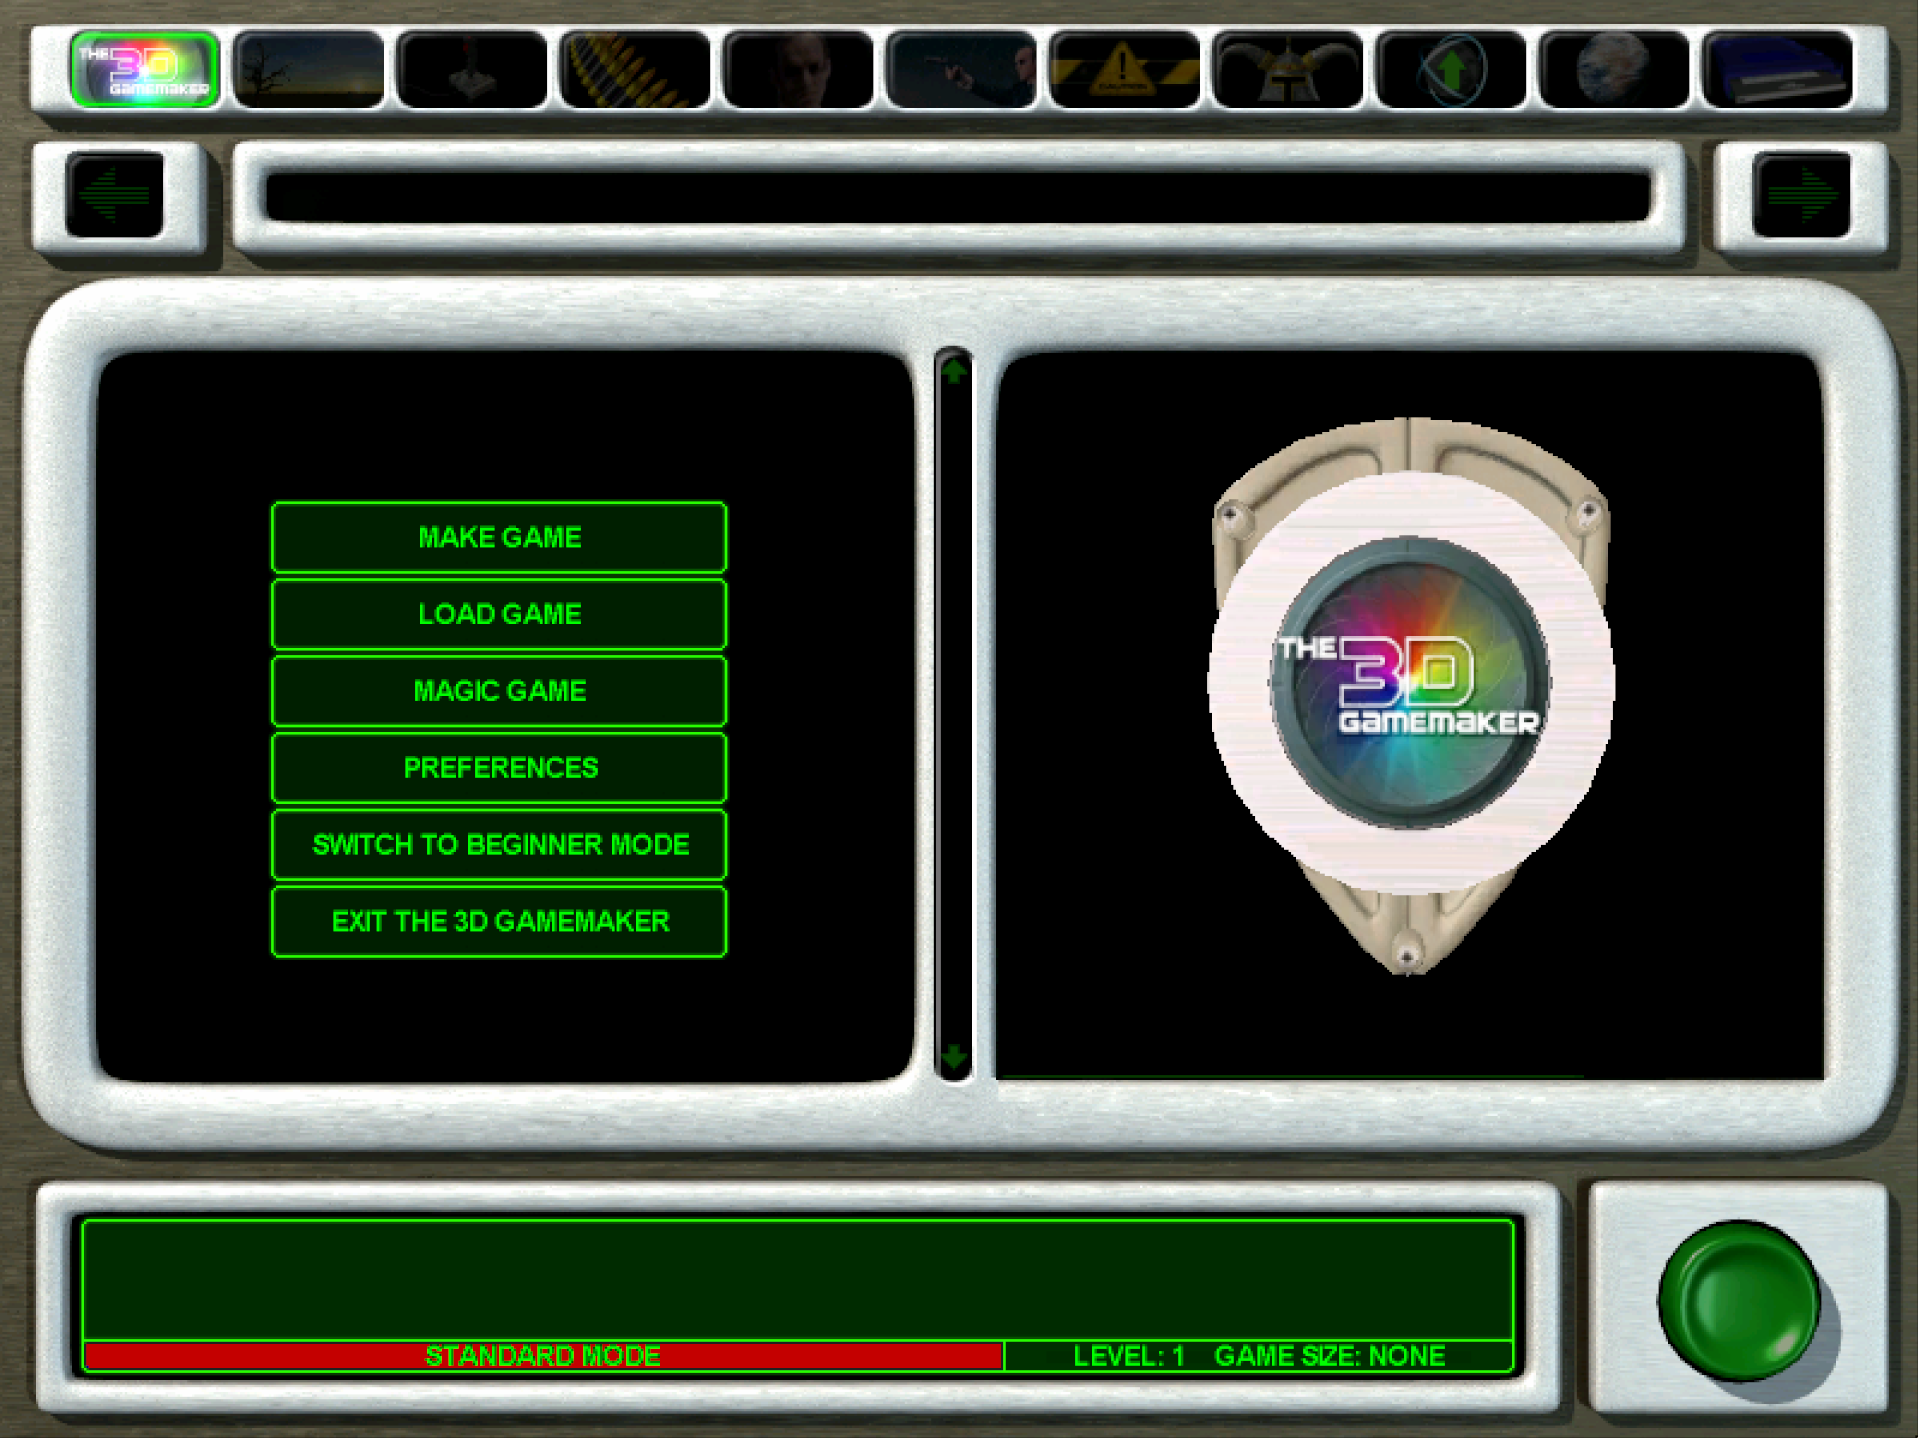 THE 3D
GAMEMAKER
CAUTION
MAKE GAME
LOAD GAME
MAGIC GAME
PREFERENCES
SWITCH TO BEGINNER MODE
EXIT THE 3D GAMEMAKER
THE 3D
GAMEMAKER
STANDARD MODE
LEVEL: 1 GAME SIZE: NONE